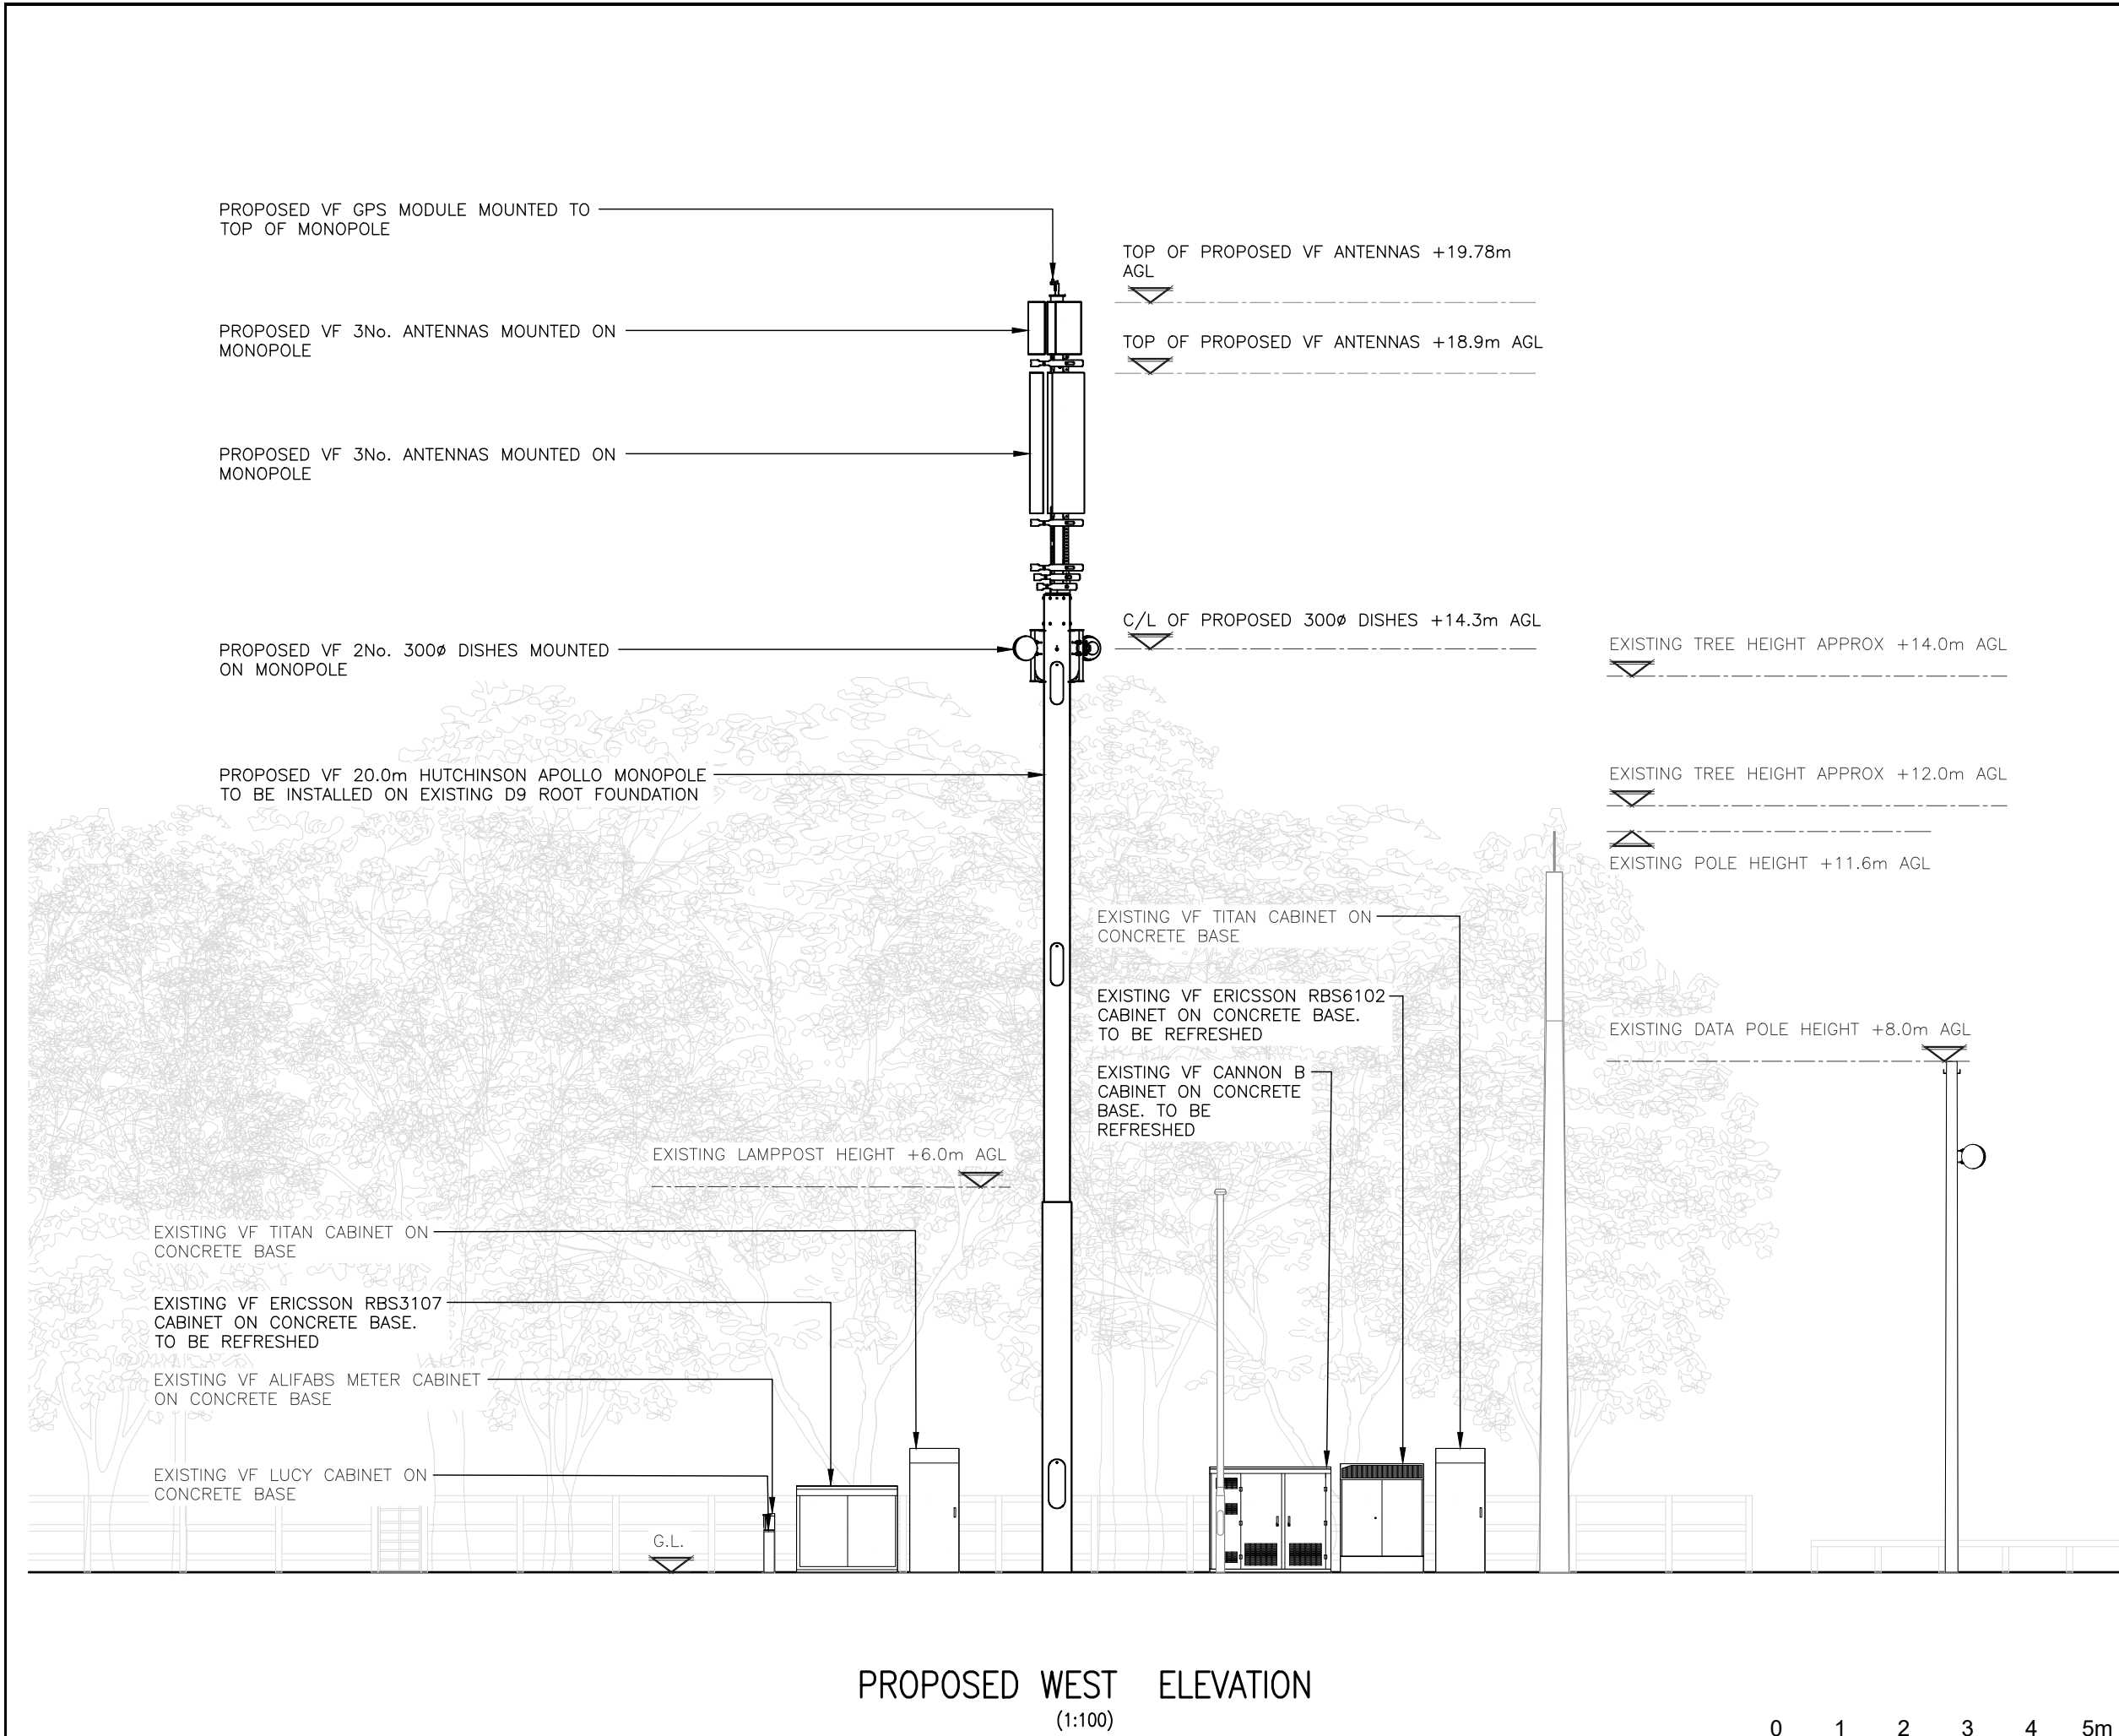 PROPOSED VF GPS MODULE MOUNTED TO
TOP OF MONOPOLE
TOP OF PROPOSED VF ANTENNAS +19.78m
AGL
PROPOSED VF 3No. ANTENNAS MOUNTED ON
MONOPOLE
TOP OF PROPOSED VF ANTENNAS +18.9m AGL
PROPOSED VF 3No. ANTENNAS MOUNTED ON
MONOPOLE
C/L OF PROPOSED 300ø DISHES +14.3m AGL
PROPOSED VF 2No. 300ø DISHES MOUNTED
ON MONOPOLE
EXISTING TREE HEIGHT APPROX +14.0m AGL
PROPOSED VF 20.0m HUTCHINSON APOLLO MONOPOLE
TO BE INSTALLED ON EXISTING D9 ROOT FOUNDATION
EXISTING TREE HEIGHT APPROX +12.0m AGL
EXISTING POLE HEIGHT +11.6m AGL
EXISTING VF TITAN CABINET ON
CONCRETE BASE
EXISTING VF ERICSSON RBS6102
CABINET ON CONCRETE BASE.
TO BE REFRESHED
EXISTING DATA POLE HEIGHT +8.0m AGL
EXISTING VF CANNON B
CABINET ON CONCRETE
BASE. TO BE
REFRESHED
EXISTING LAMPPOST HEIGHT +6.0m AGL
EXISTING VF TITAN CABINET ON
CONCRETE BASE
EXISTING VF ERICSSON RBS3107
CABINET ON CONCRETE BASE.
TO BE REFRESHED
EXISTING VF ALIFABS METER CABINET
ON CONCRETE BASE
EXISTING VF LUCY CABINET ON
CONCRETE BASE
G.L.
PROPOSED WEST ELEVATION
(1:100)
0 1 2 3 4 5m